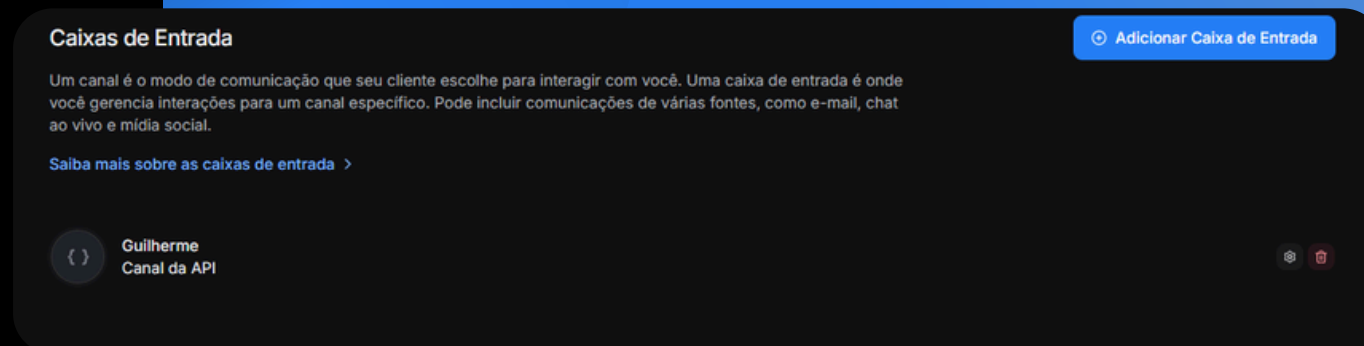 Caixas de Entrada
Adicionar Caixa de Entrada
Um canal é o modo de comunicação que seu cliente escolhe para interagir com você. Uma caixa de entrada é onde
você gerencia interações para um canal específico. Pode incluir comunicações de várias fontes, como e-mail, chat
ao vivo e mídia social.
Saiba mais sobre as caixas de entrada >
Guilherme
Canal da API